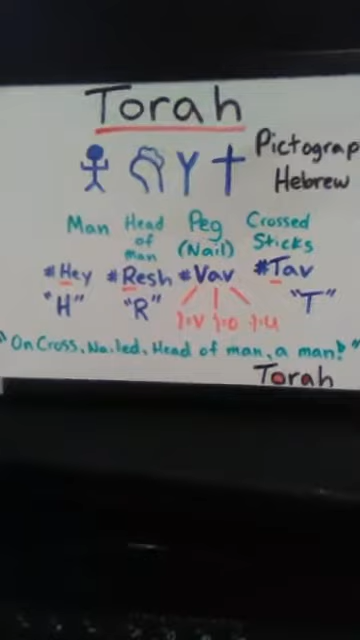 Torah
Pictograp
Hebrew
Man Head of man Peg (Nail) Crossed Sticks
#Hey #Resh #Vav #Tav
"H" "R" "T"
"On Cross, Nailed, Head of man, a man!"
Torah